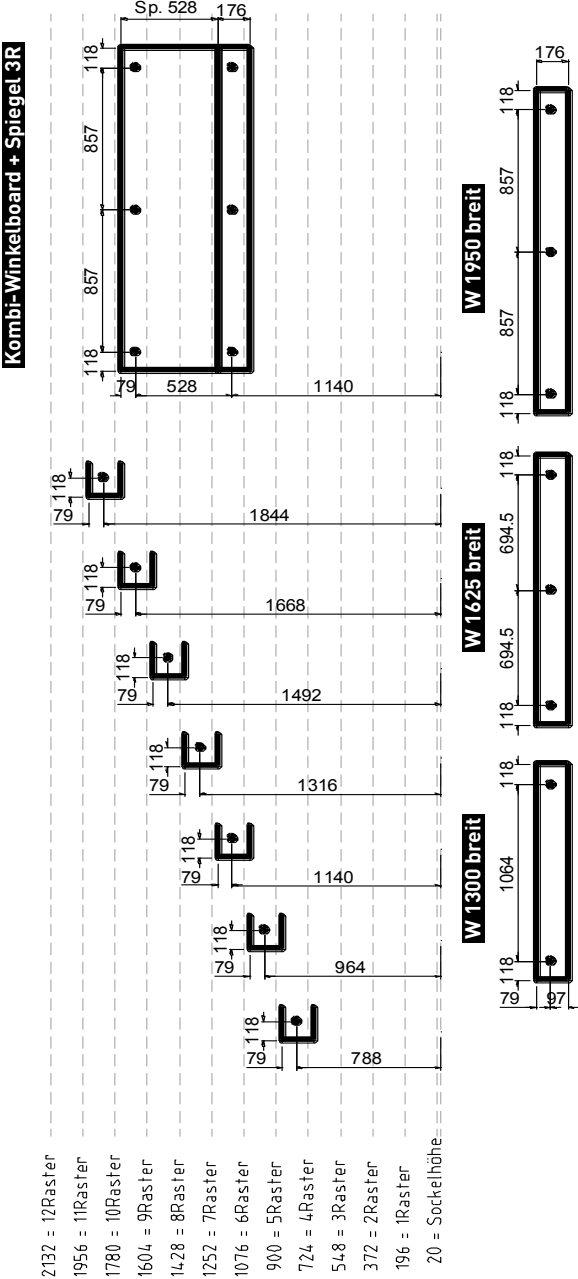 Kombi-Winkelboard + Spiegel 3R
Sp. 528
176
118
857
857
118
79
528
1140
118
79
1844
118
79
1668
118
79
1492
118
79
1316
118
79
1140
118
79
964
118
79
788
W 1950 breit
176
118
857
857
118
W 1625 breit
118
694.5
694.5
118
W 1300 breit
118
1064
118
79
97
2132 = 12Raster
1956 = 11Raster
1780 = 10Raster
1604 = 9Raster
1428 = 8Raster
1252 = 7Raster
1076 = 6Raster
900 = 5Raster
724 = 4Raster
548 = 3Raster
372 = 2Raster
196 = 1Raster
20 = Sockelhöhe